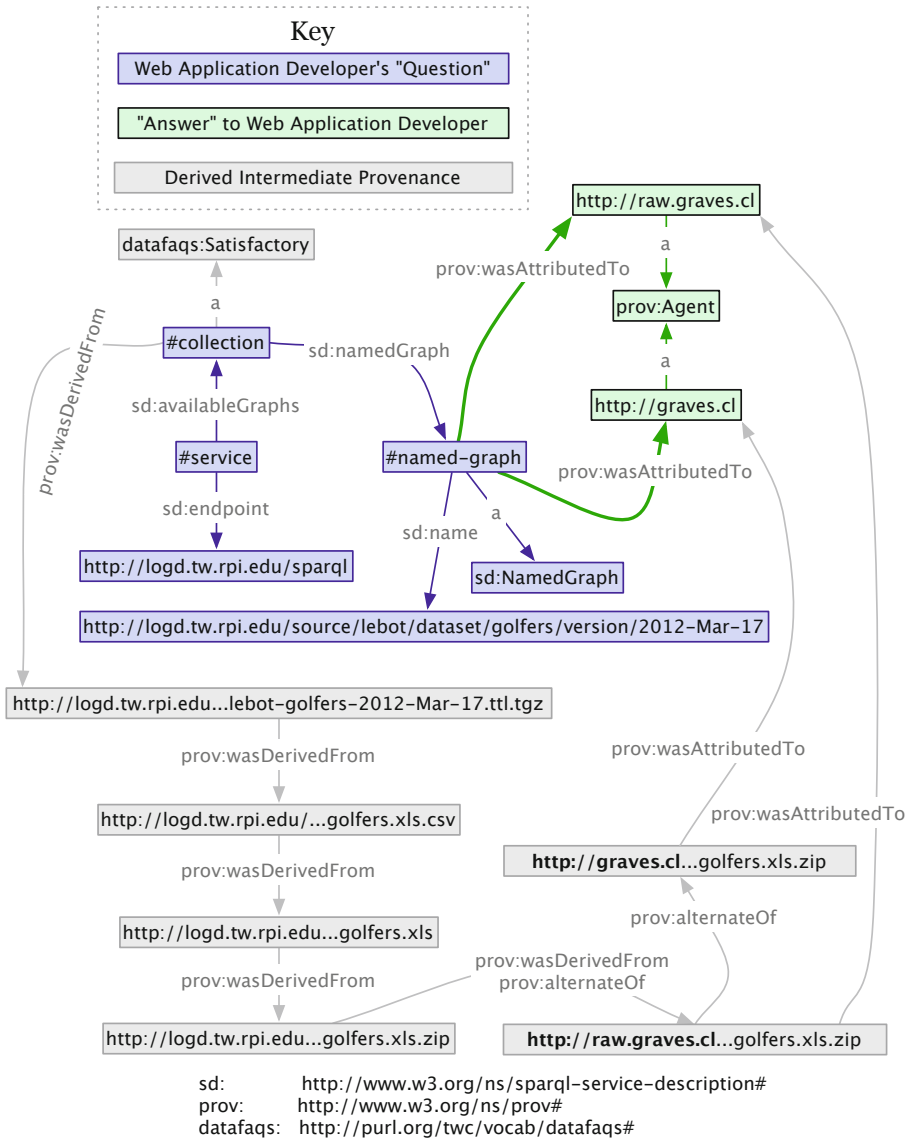 Key
Web Application Developer's "Question"
"Answer" to Web Application Developer
Derived Intermediate Provenance
http://raw.graves.cl
datafaqs:Satisfactory
a
prov:wasAttributedTo
a
prov:Agent
#collection
sd:namedGraph
prov:wasDerivedFrom
a
sd:availableGraphs
http://graves.cl
#service
#named-graph
prov:wasAttributedTo
sd:endpoint
a
sd:name
http://logd.tw.rpi.edu/sparql
sd:NamedGraph
http://logd.tw.rpi.edu/source/lebot/dataset/golfers/version/2012-Mar-17
http://logd.tw.rpi.edu...lebot-golfers-2012-Mar-17.ttl.tgz
prov:wasDerivedFrom
prov:wasAttributedTo
http://logd.tw.rpi.edu/...golfers.xls.csv
prov:wasAttributedTo
prov:wasDerivedFrom
http://graves.cl...golfers.xls.zip
http://logd.tw.rpi.edu...golfers.xls
prov:alternateOf
prov:wasDerivedFrom
prov:wasDerivedFrom
prov:alternateOf
http://logd.tw.rpi.edu...golfers.xls.zip
http://raw.graves.cl...golfers.xls.zip
sd: http://www.w3.org/ns/sparql-service-description#
prov: http://www.w3.org/ns/prov#
datafaqs: http://purl.org/twc/vocab/datafaqs#